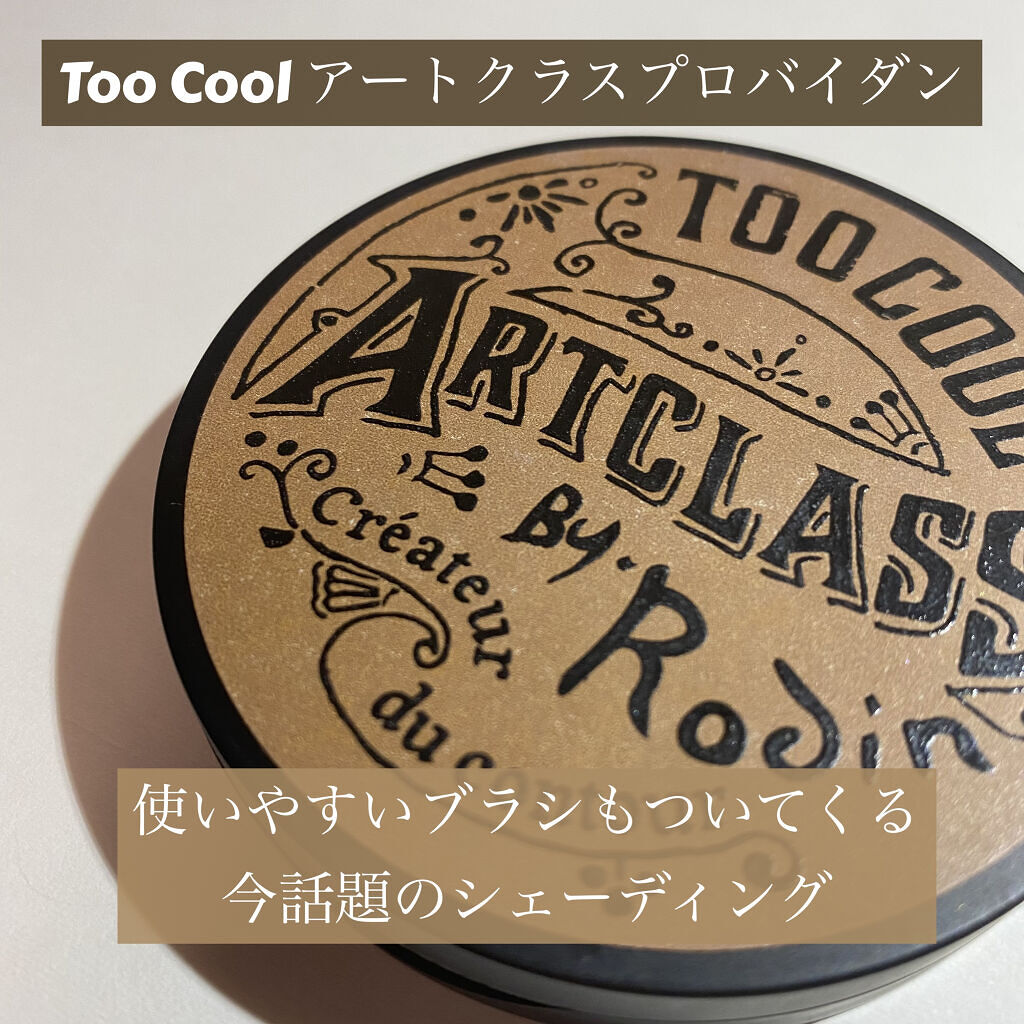 Too Cool アートクラスプロバイダン
TOO COOL
ARTCLASS
By.
Rodin
Créateur
du contour
使いやすいブラシもついてくる
今話題のシェーディング